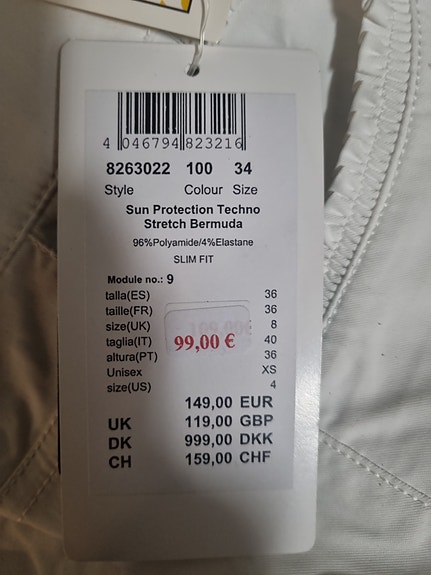 4 046794 823216
8263022 100 34
Style Colour Size
Sun Protection Techno
Stretch Bermuda
96%Polyamide/4%Elastane
SLIM FIT
Module no.: 9
talla(ES) 36
taille(FR) 36
size(UK) 8
taglia(IT) 40
altura(PT) 36
Unisex XS
size(US) 4
99,00 €
149,00 EUR
UK 119,00 GBP
DK 999,00 DKK
CH 159,00 CHF